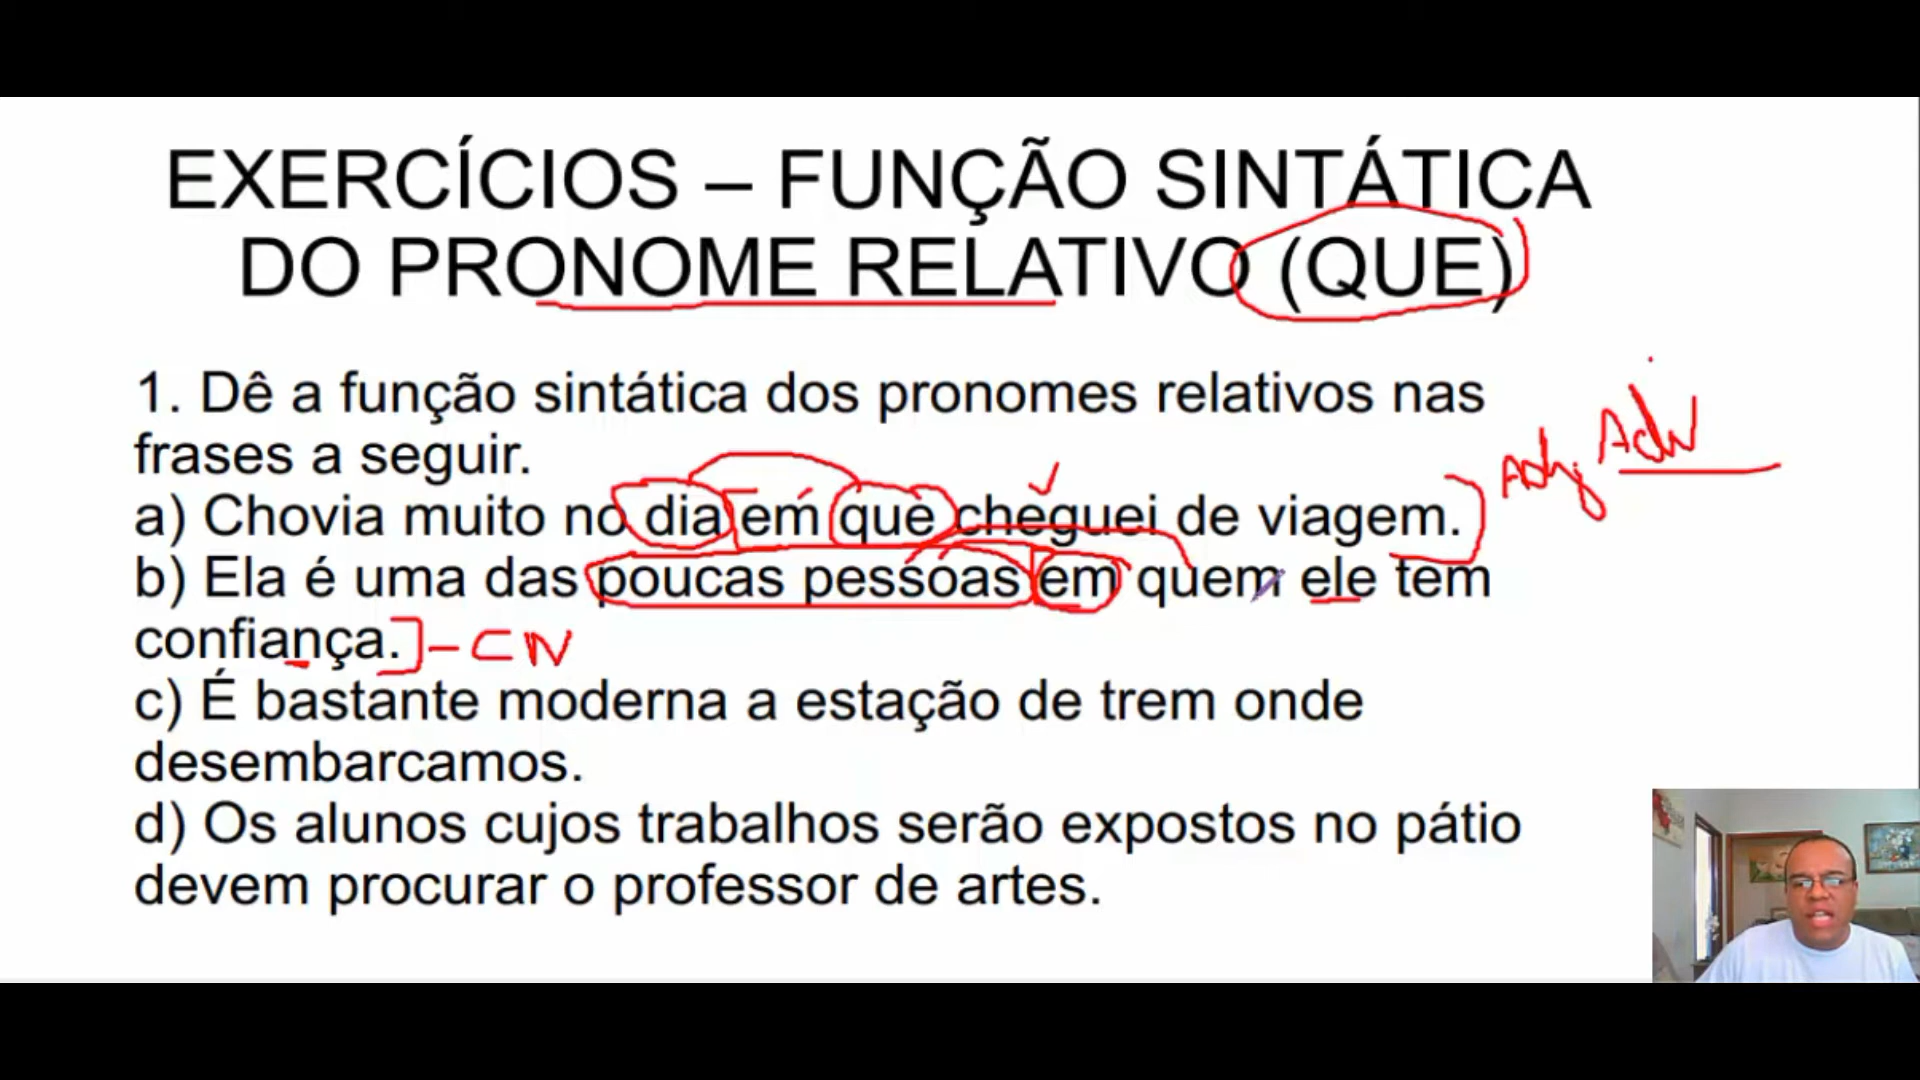 EXERCÍCIOS – FUNÇÃO SINTÁTICA
DO PRONOME RELATIVO (QUE)
1. Dê a função sintática dos pronomes relativos nas
frases a seguir.
Adj Adv
a) Chovia muito no dia em que cheguei de viagem.
b) Ela é uma das poucas pessoas em quem ele tem
confiança. - CN
c) É bastante moderna a estação de trem onde
desembarcamos.
d) Os alunos cujos trabalhos serão expostos no pátio
devem procurar o professor de artes.